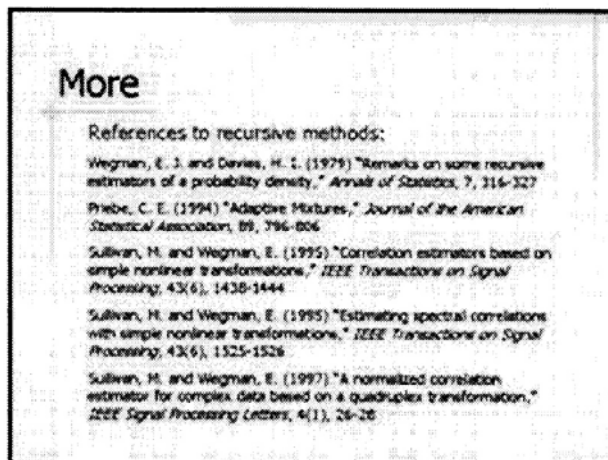 More
References to recursive methods:
Wegman, E. J. and Davies, H. I. (1979) "Remarks on some recursive
estimators of a probability density," Annals of Statistics, 7, 316-327
Priebe, C. E. (1994) "Adaptive Mixtures," Journal of the American
Statistical Association, 89, 796-806
Sullivan, M. and Wegman, E. (1995) "Correlation estimators based on
simple nonlinear transformations," IEEE Transactions on Signal
Processing, 43(6), 1438-1444
Sullivan, M. and Wegman, E. (1995) "Estimating spectral correlations
with simple nonlinear transformations," IEEE Transactions on Signal
Processing, 43(6), 1525-1526
Sullivan, M. and Wegman, E. (1997) "A normalized correlation
estimator for complex data based on a quadruplex transformation,"
IEEE Signal Processing Letters, 4(1), 26-28